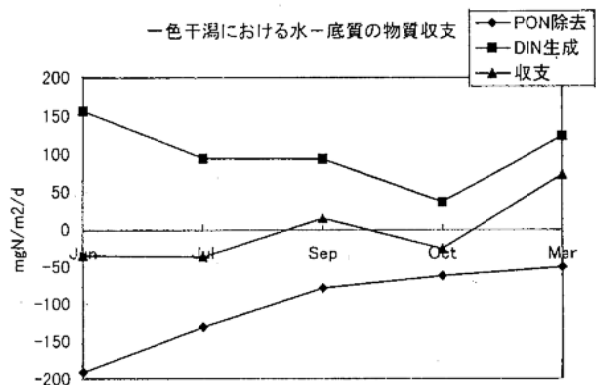 一色干潟における水－底質の物質収支
PON除去
DIN生成
収支
200
150
100
50
0
-50
-100
-150
-200
mgN/m2/d
Jun
Jul
Sep
Oct
Mar